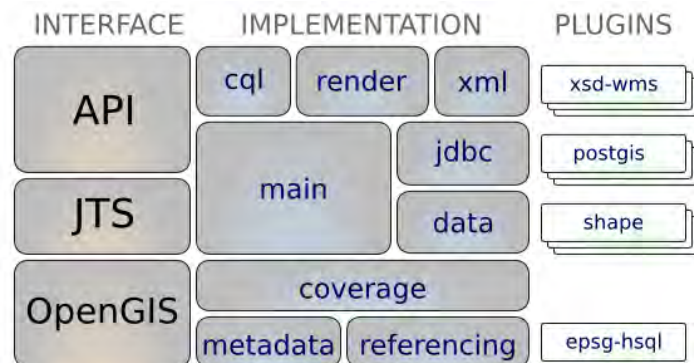 INTERFACE IMPLEMENTATION PLUGINS
API cql render xml xsd-wms
main jdbc postgis
JTS data shape
OpenGIS coverage
metadata referencing epsg-hsql